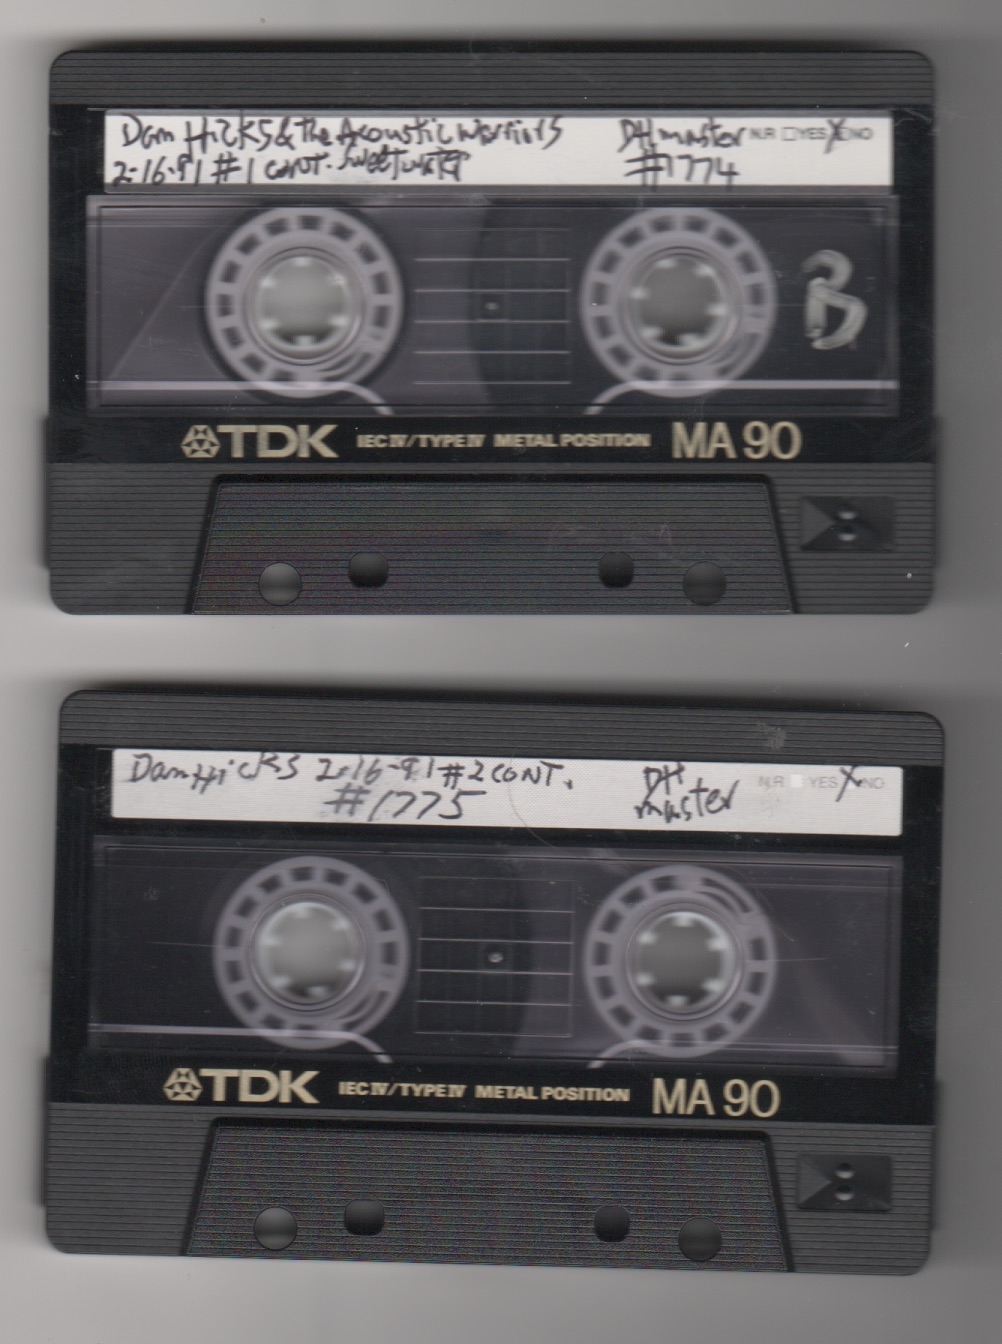 Dan Hicks & the Acoustic Warriors DH master N.R □ YES X NO
2-16-91 #1 CONT. Sweetwater #1774
B
TDK IEC IV/TYPE IV METAL POSITION MA 90
Dan Hicks 2-16-91 #2 CONT. DH N.R. YES X NO
#1775 master
TDK IEC IV/TYPE IV METAL POSITION MA 90